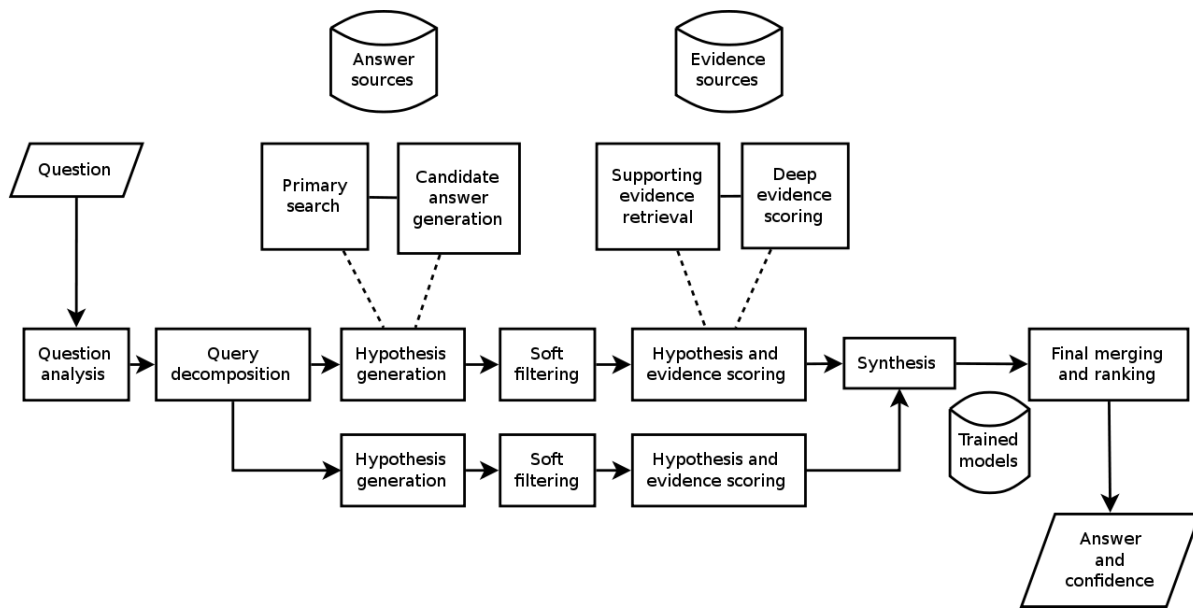 Answer
sources
Evidence
sources
Question
Primary
search
Candidate
answer
generation
Supporting
evidence
retrieval
Deep
evidence
scoring
Question
analysis
Query
decomposition
Hypothesis
generation
Soft
filtering
Hypothesis and
evidence scoring
Synthesis
Final merging
and ranking
Hypothesis
generation
Soft
filtering
Hypothesis and
evidence scoring
Trained
models
Answer
and
confidence